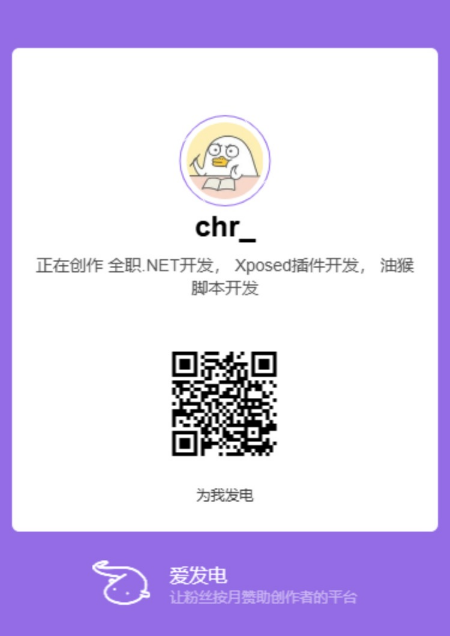 chr_
正在创作 全职.NET开发， Xposed插件开发， 油猴
脚本开发
为我发电
爱发电
让粉丝按月赞助创作者的平台